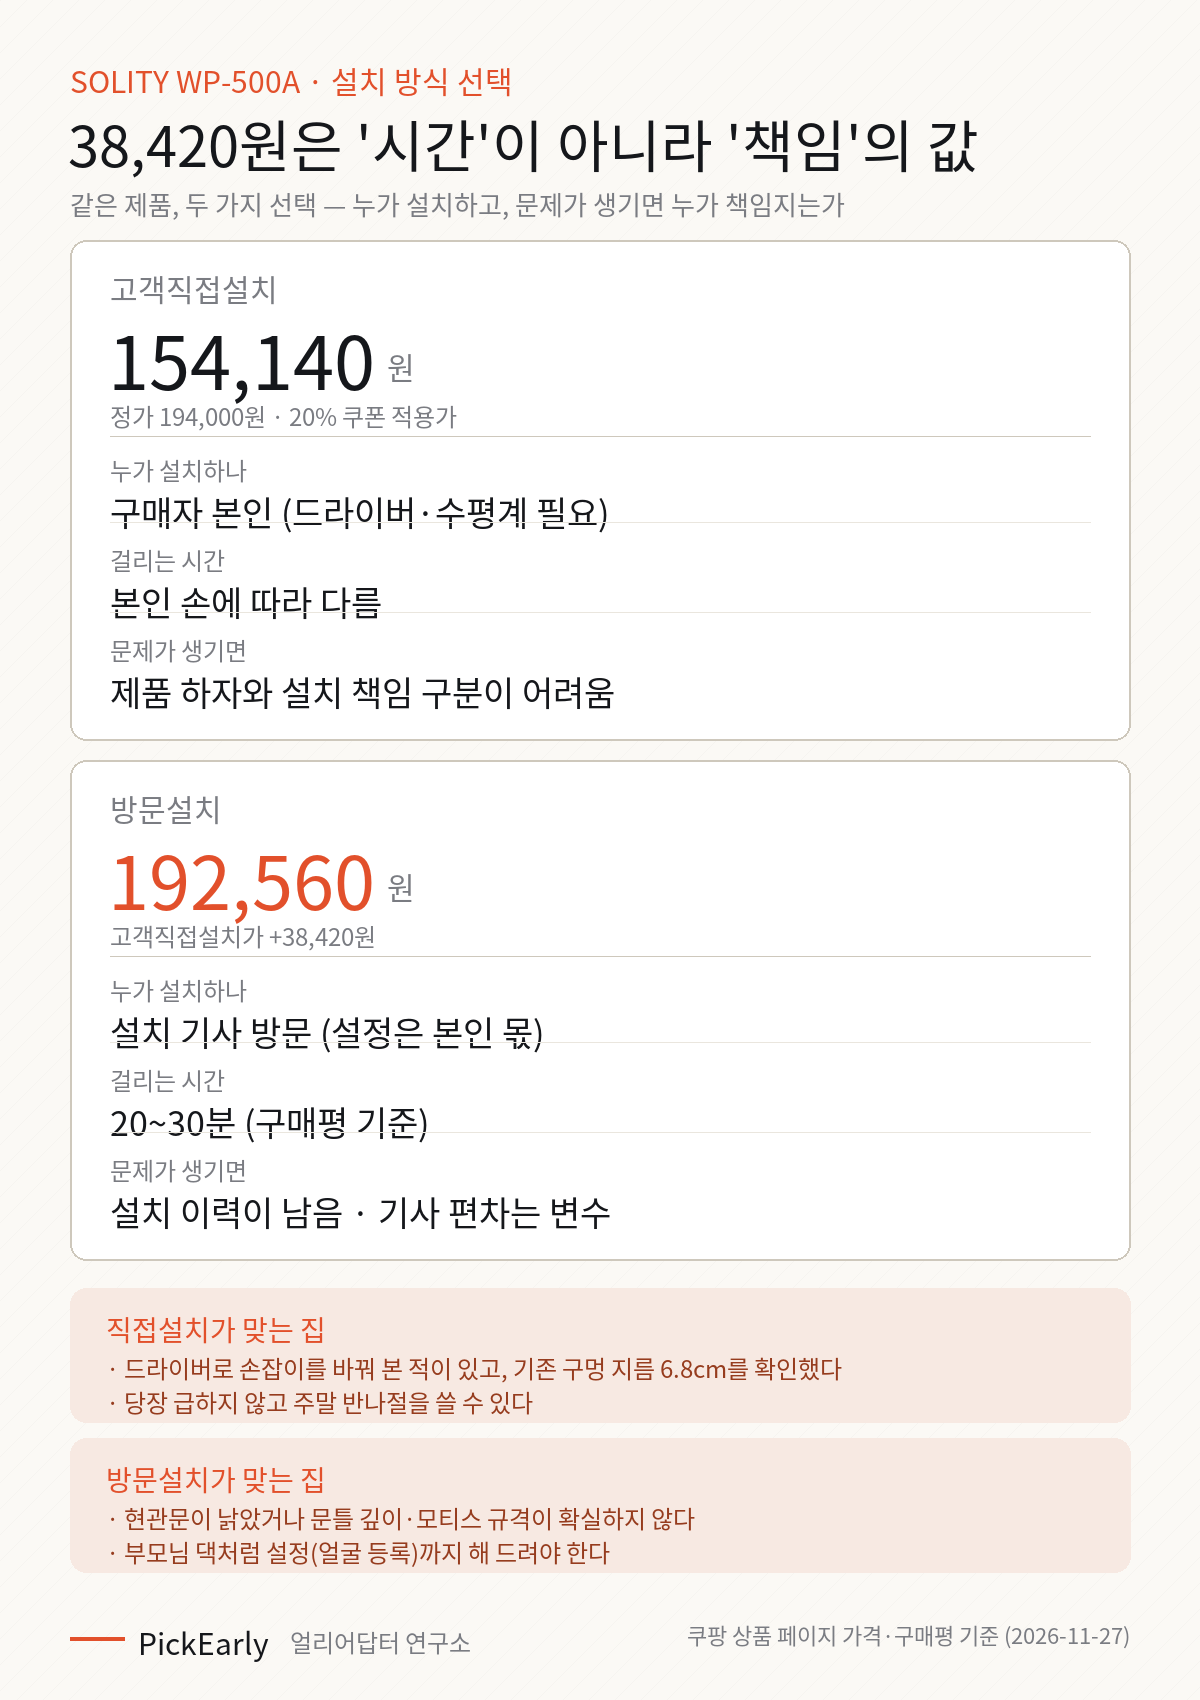 SOLITY WP-500A · 설치 방식 선택
38,420원은 '시간'이 아니라 '책임'의 값
같은 제품, 두 가지 선택 — 누가 설치하고, 문제가 생기면 누가 책임지는가
고객직접설치
154,140 원
정가 194,000원 · 20% 쿠폰 적용가
누가 설치하나
구매자 본인 (드라이버·수평계 필요)
걸리는 시간
본인 손에 따라 다름
문제가 생기면
제품 하자와 설치 책임 구분이 어려움
방문설치
192,560 원
고객직접설치가 +38,420원
누가 설치하나
설치 기사 방문 (설정은 본인 몫)
걸리는 시간
20~30분 (구매평 기준)
문제가 생기면
설치 이력이 남음 · 기사 편차는 변수
직접설치가 맞는 집
· 드라이버로 손잡이를 바꿔 본 적이 있고, 기존 구멍 지름 6.8cm를 확인했다
· 당장 급하지 않고 주말 반나절을 쓸 수 있다
방문설치가 맞는 집
· 현관문이 낡았거나 문틀 깊이·모티스 규격이 확실하지 않다
· 부모님 댁처럼 설정(얼굴 등록)까지 해 드려야 한다
PickEarly 얼리어답터 연구소
쿠팡 상품 페이지 가격·구매평 기준 (2026-11-27)